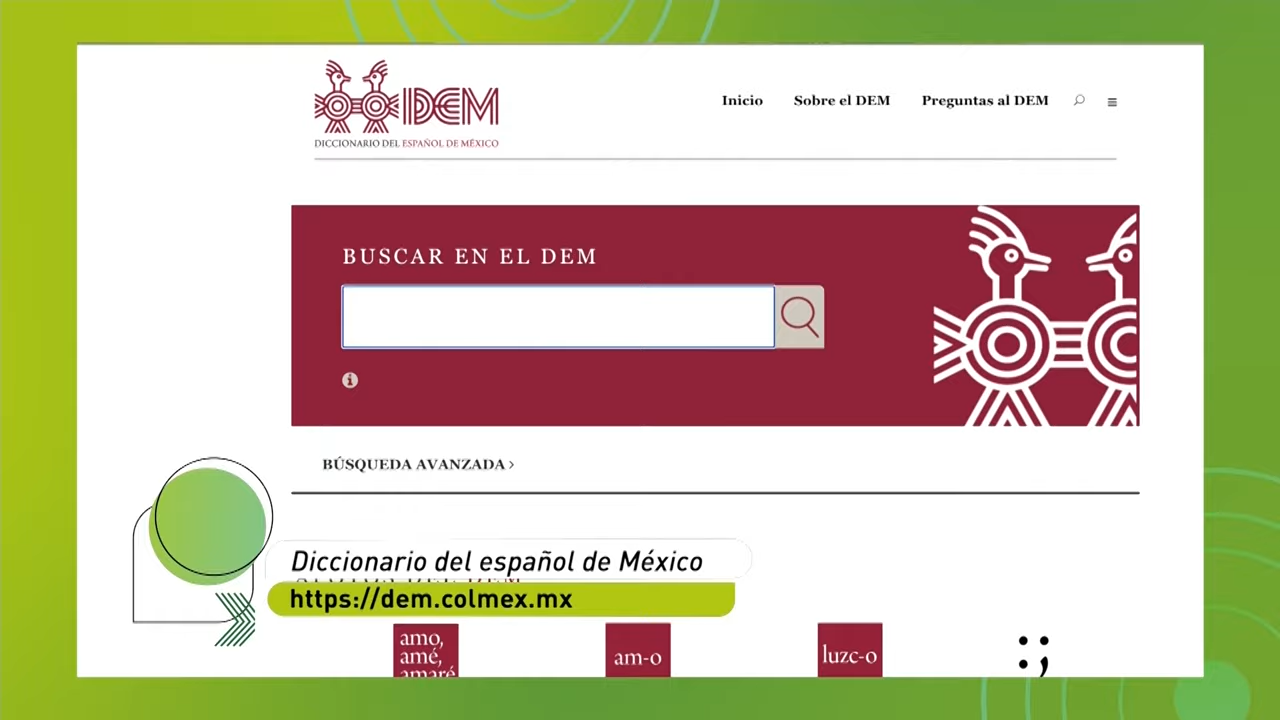 DEM
DICCIONARIO DEL ESPAÑOL DE MÉXICO
Inicio
Sobre el DEM
Preguntas al DEM
BUSCAR EN EL DEM
BÚSQUEDA AVANZADA >
Diccionario del español de México
https://dem.colmex.mx
amo,
amé,
amaré
am-o
luzc-o